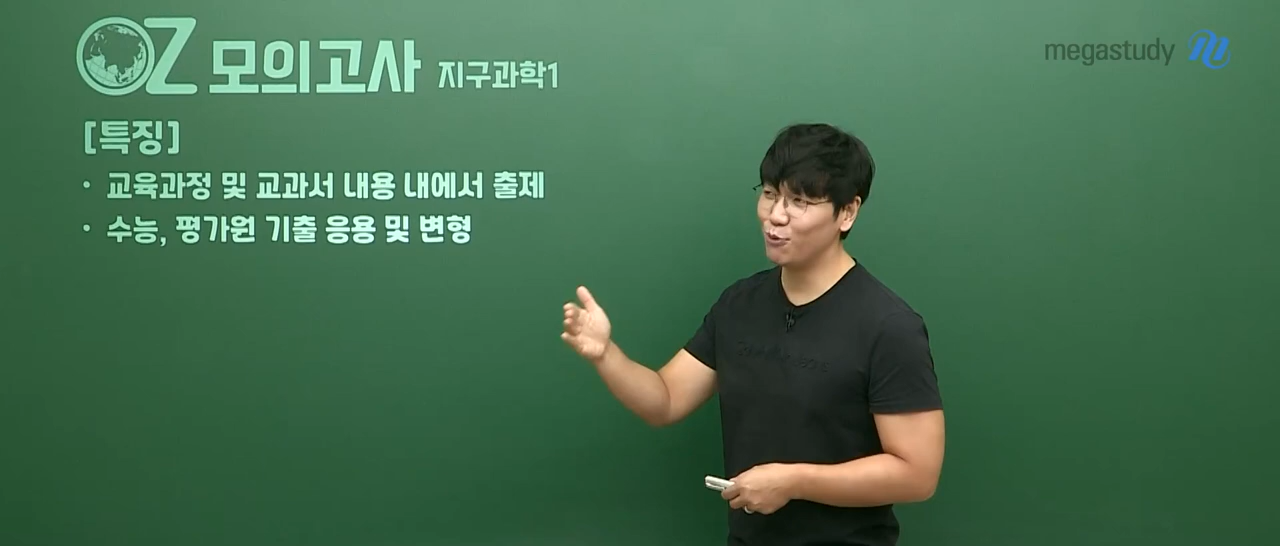 OZ 모의고사 지구과학1
megastudy
[특징]
• 교육과정 및 교과서 내용 내에서 출제
• 수능, 평가원 기출 응용 및 변형